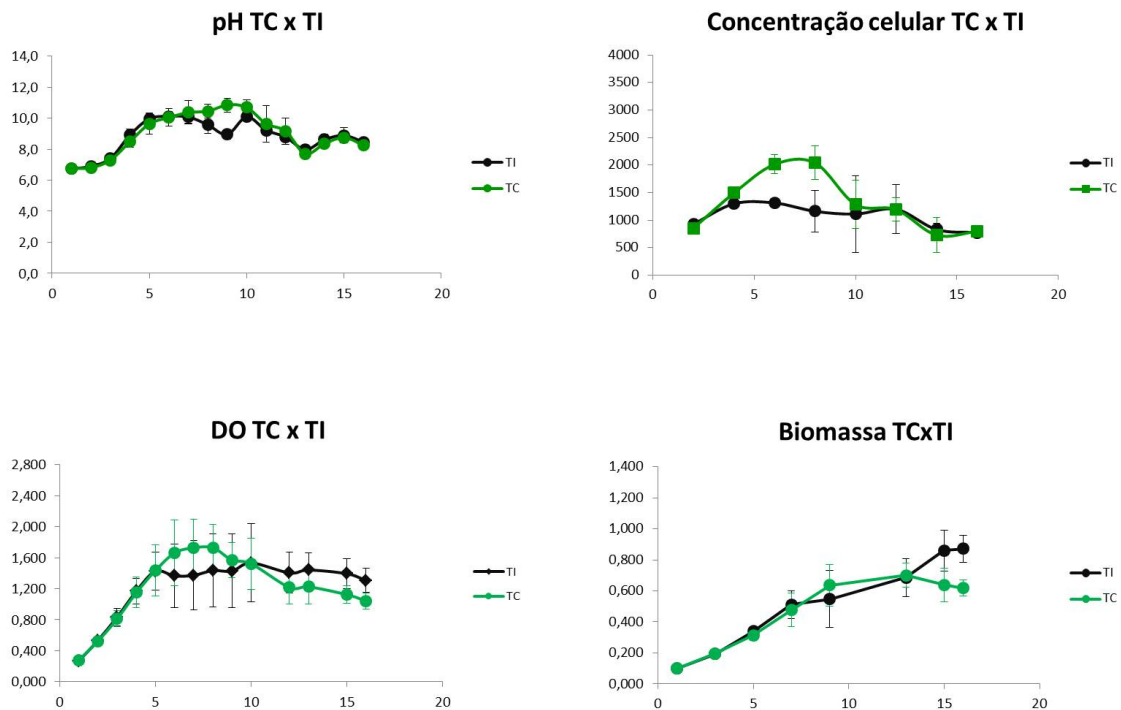 pH TC x TI
14,0
12,0
10,0
8,0
6,0
4,0
2,0
0,0
0 5 10 15 20
TI
TC
Concentração celular TC x TI
4000
3500
3000
2500
2000
1500
1000
500
0
0 5 10 15 20
TI
TC
DO TC x TI
2,800
2,400
2,000
1,600
1,200
0,800
0,400
0,000
0 5 10 15 20
TI
TC
Biomassa TCxTI
1,400
1,200
1,000
0,800
0,600
0,400
0,200
0,000
0 5 10 15 20
TI
TC